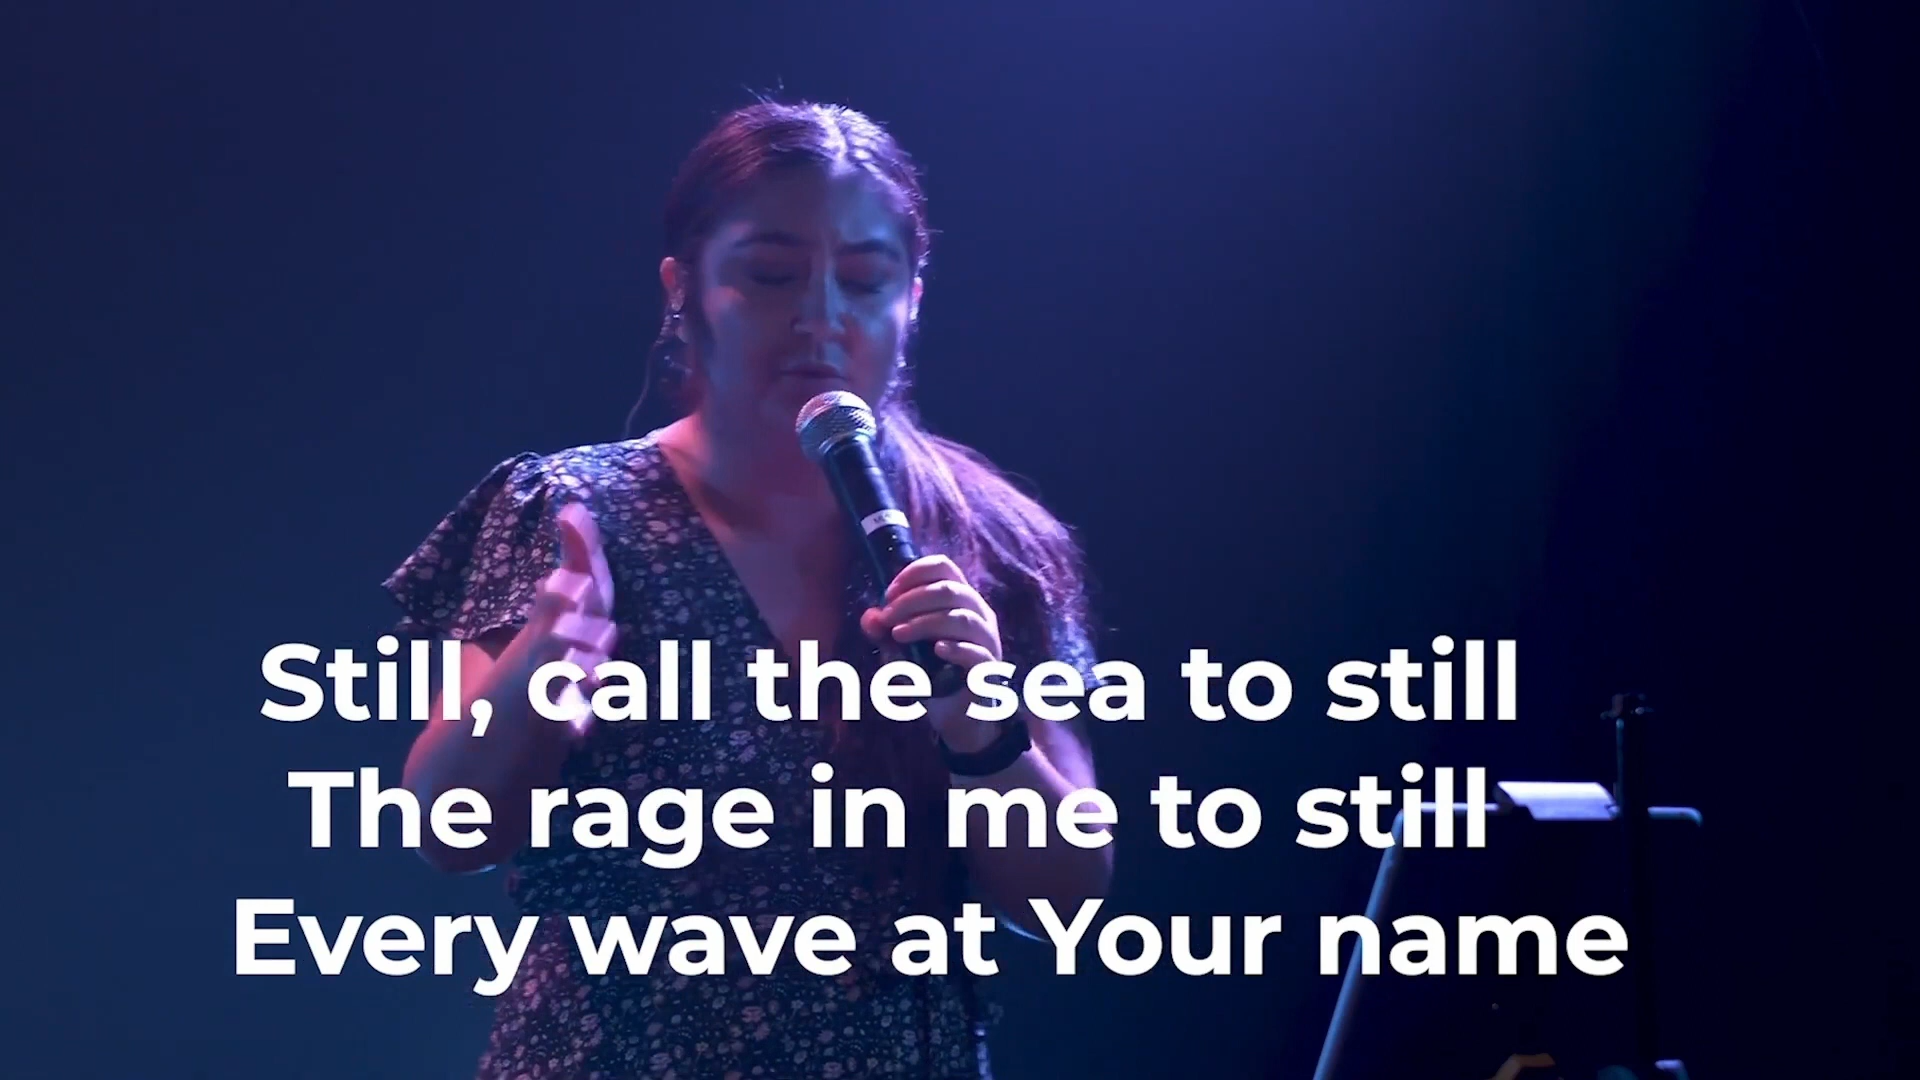 Still, call the sea to still
The rage in me to still
Every wave at Your name